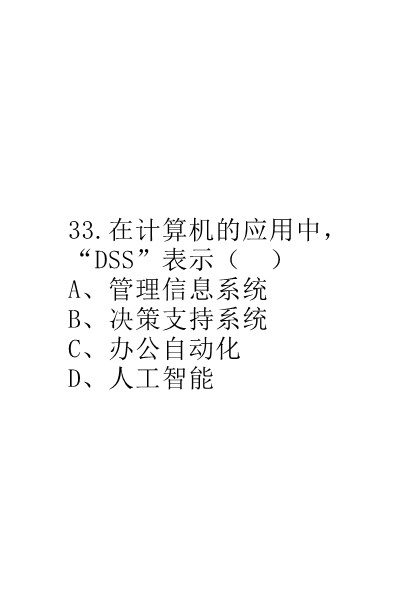 33.在计算机的应用中，
“DSS”表示（　）
A、管理信息系统
B、决策支持系统
C、办公自动化
D、人工智能